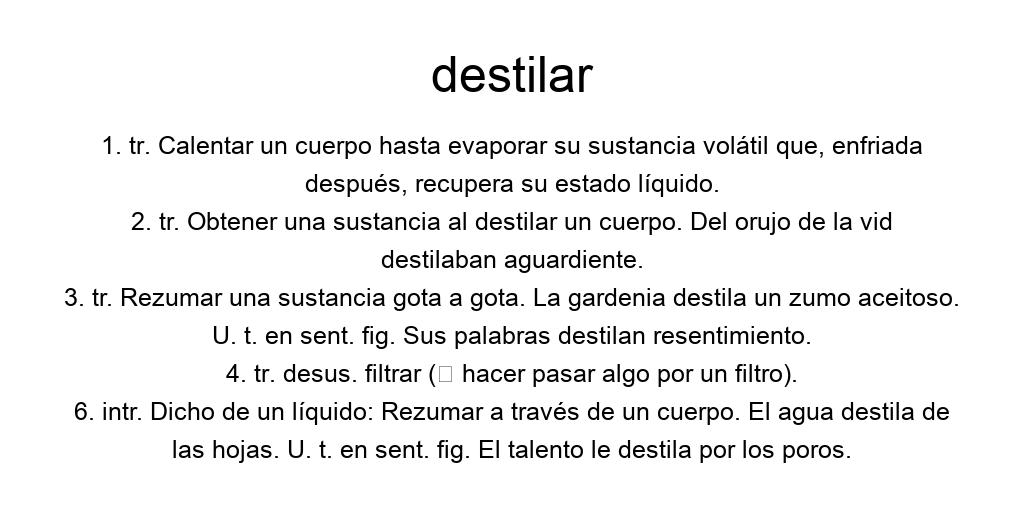 destilar
1. tr. Calentar un cuerpo hasta evaporar su sustancia volátil que, enfriada
después, recupera su estado líquido.
2. tr. Obtener una sustancia al destilar un cuerpo. Del orujo de la vid
destilaban aguardiente.
3. tr. Rezumar una sustancia gota a gota. La gardenia destila un zumo aceitoso.
U. t. en sent. fig. Sus palabras destilan resentimiento.
4. tr. desus. filtrar (▯ hacer pasar algo por un filtro).
6. intr. Dicho de un líquido: Rezumar a través de un cuerpo. El agua destila de
las hojas. U. t. en sent. fig. El talento le destila por los poros.